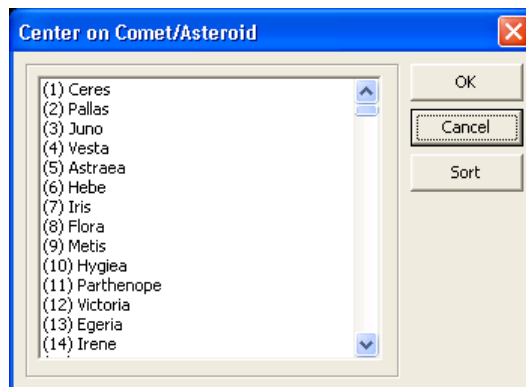 Center on Comet/Asteroid
(1) Ceres
(2) Pallas
(3) Juno
(4) Vesta
(5) Astraea
(6) Hebe
(7) Iris
(8) Flora
(9) Metis
(10) Hygiea
(11) Parthenope
(12) Victoria
(13) Egeria
(14) Irene
OK
Cancel
Sort